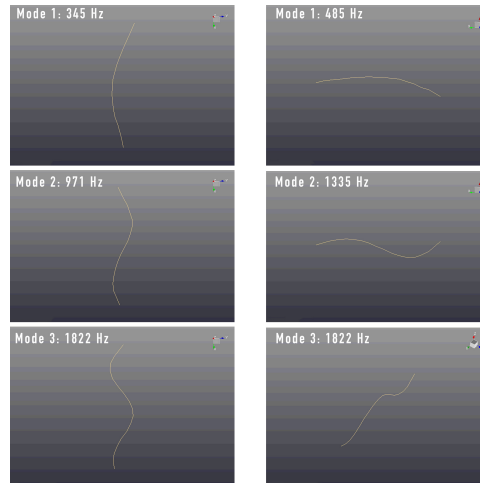 Mode 1: 345 Hz
Mode 1: 485 Hz
Mode 2: 971 Hz
Mode 2: 1335 Hz
Mode 3: 1822 Hz
Mode 3: 1822 Hz